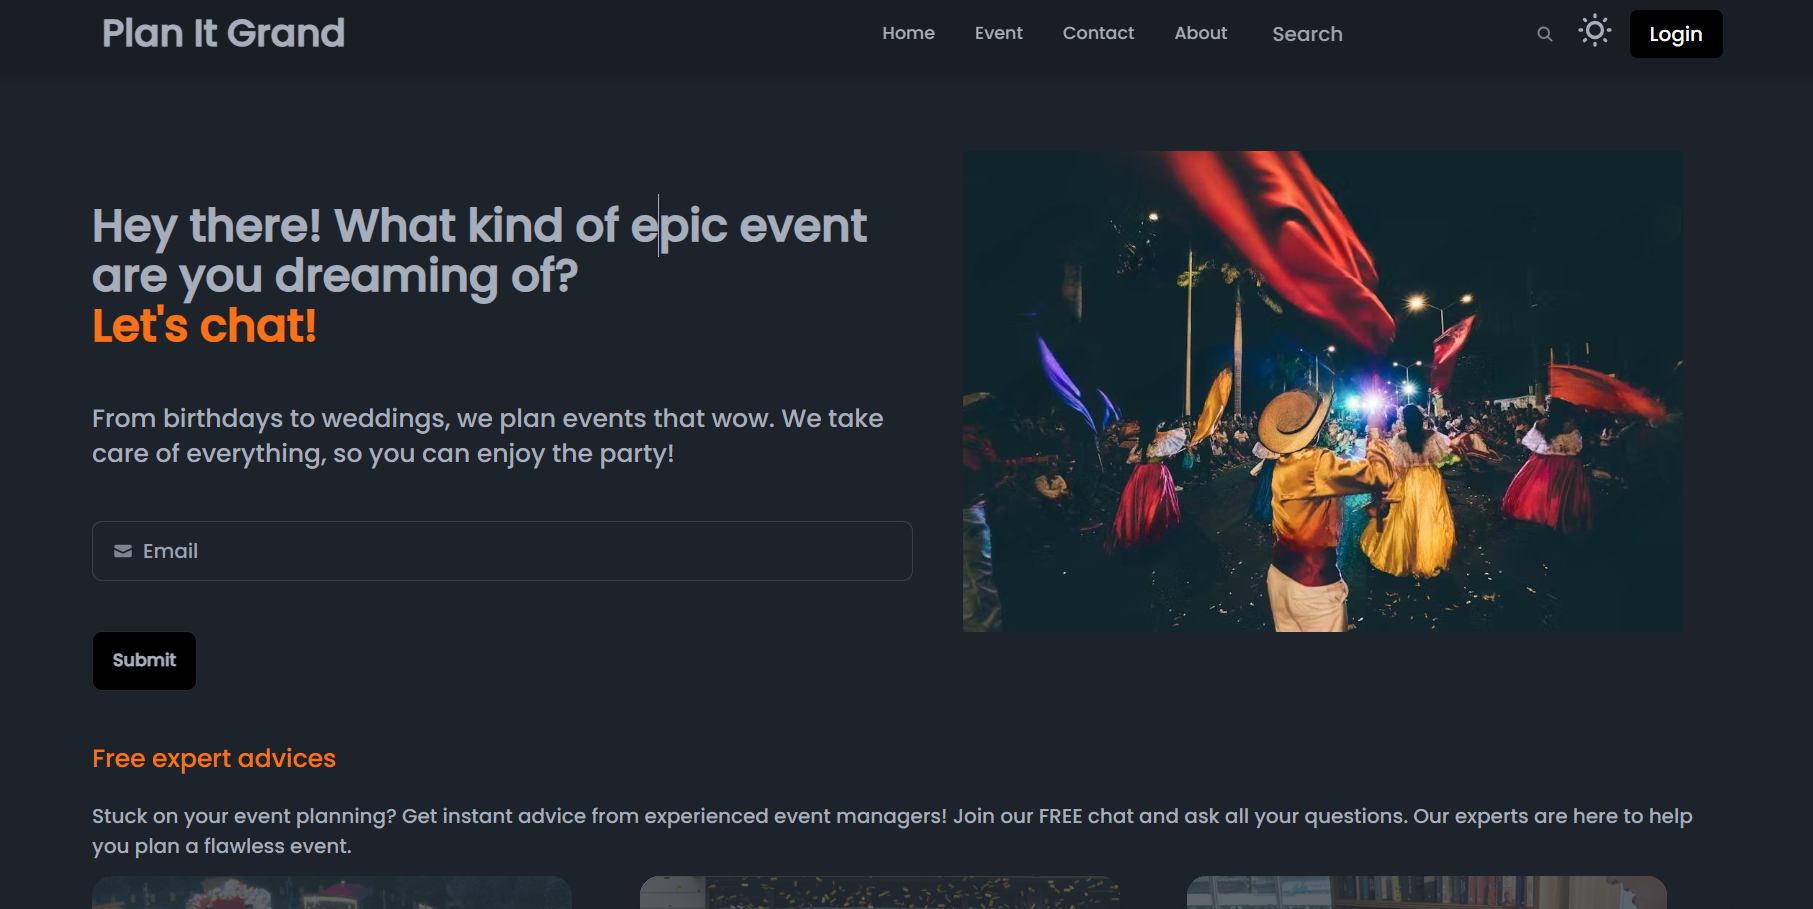 Plan It Grand
Home Event Contact About Search Login
Hey there! What kind of epic event
are you dreaming of?
Let's chat!
From birthdays to weddings, we plan events that wow. We take
care of everything, so you can enjoy the party!
Email
Submit
Free expert advices
Stuck on your event planning? Get instant advice from experienced event managers! Join our FREE chat and ask all your questions. Our experts are here to help
you plan a flawless event.